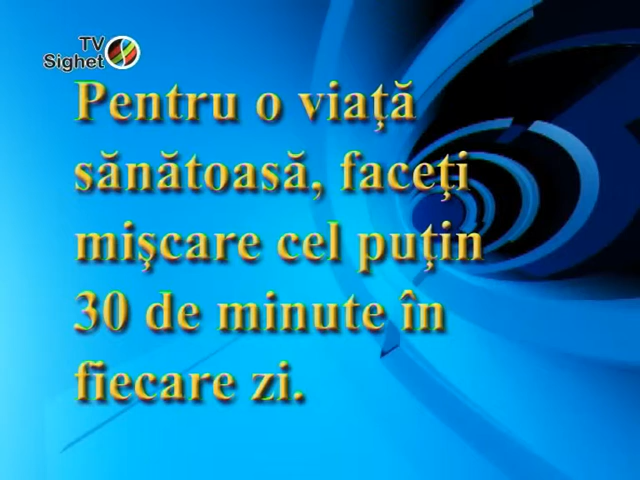 TV
Sighet
Pentru o viaţă
sănătoasă, faceţi
mişcare cel puţin
30 de minute în
fiecare zi.